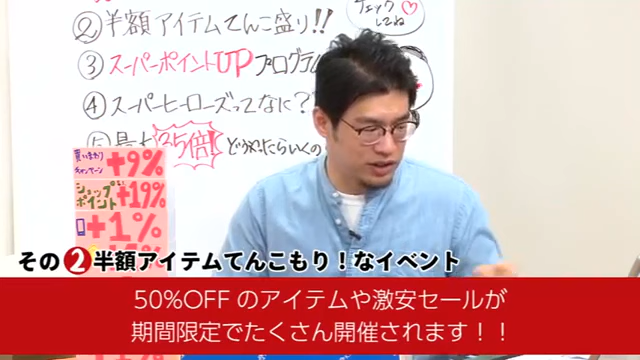 チェック
してね
②半額アイテムてんこ盛り!!
③スーパーポイントUPプログラム
④スーパーヒーローズってなに?
35倍!
買いまわり
キャンペーン
+9%
ショップ
ポイント
+19%
+1%
その2半額アイテムてんこもり！なイベント
50%OFFのアイテムや激安セールが
期間限定でたくさん開催されます！！